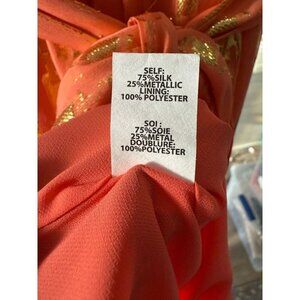 SELF:
75%SILK
25%METALLIC
LINING:
100% POLYESTER
SOI :
75%SOIE
25%METAL
DOUBLURE:
100%POLYESTER